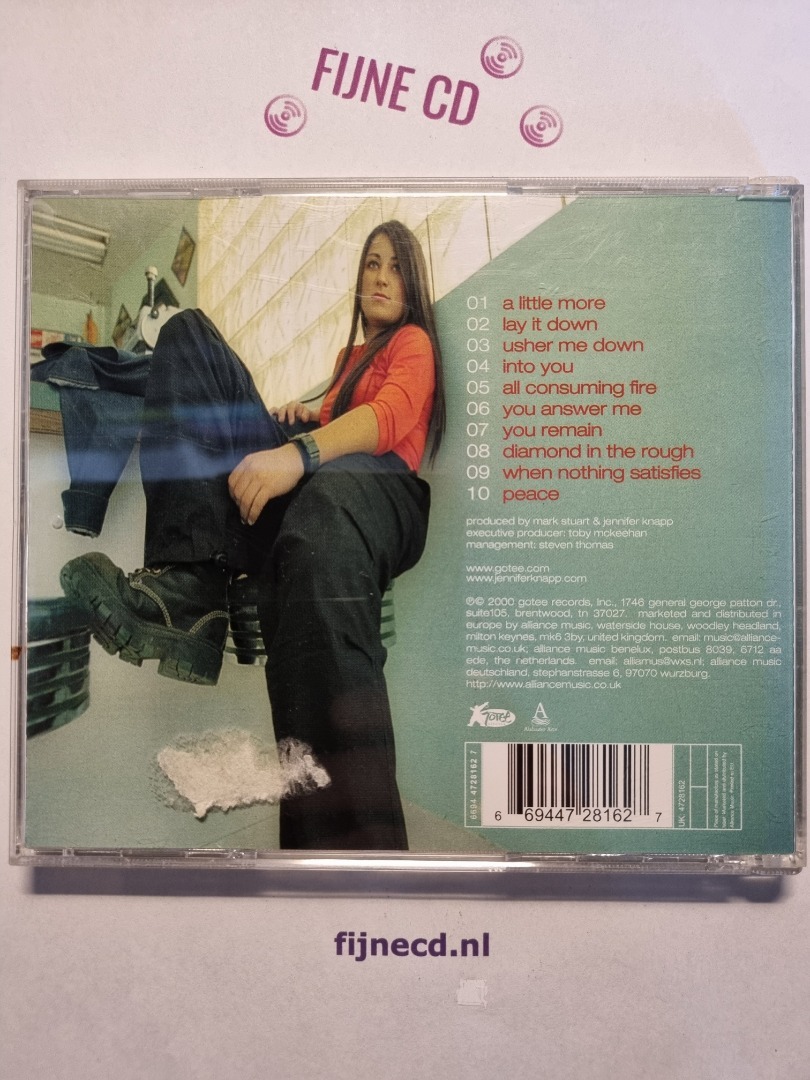 FIJNE CD
01 a little more
02 lay it down
03 usher me down
04 into you
05 all consuming fire
06 you answer me
07 you remain
08 diamond in the rough
09 when nothing satisfies
10 peace
produced by mark stuart & jennifer knapp
executive producer: toby mckeehan
management: steven thomas
www.gotee.com
www.jenniferknapp.com
℗© 2000 gotee records, Inc., 1746 general george patton dr.,
suite105, brentwood, tn 37027. marketed and distributed in
europe by alliance music, waterside house, woodley headland,
milton keynes, mk6 3by, united kingdom. email: music@alliance-
music.co.uk; alliance music benelux, postbus 8039, 6712 aa
ede, the netherlands. email: alliamus@wxs.nl; alliance music
deutschland, stephanstrasse 6, 97070 wurzburg.
http://www.alliancemusic.co.uk
GOTEE
6694 4728162 7
6 69447 28162 7
UK: 4728162
fijnecd.nl